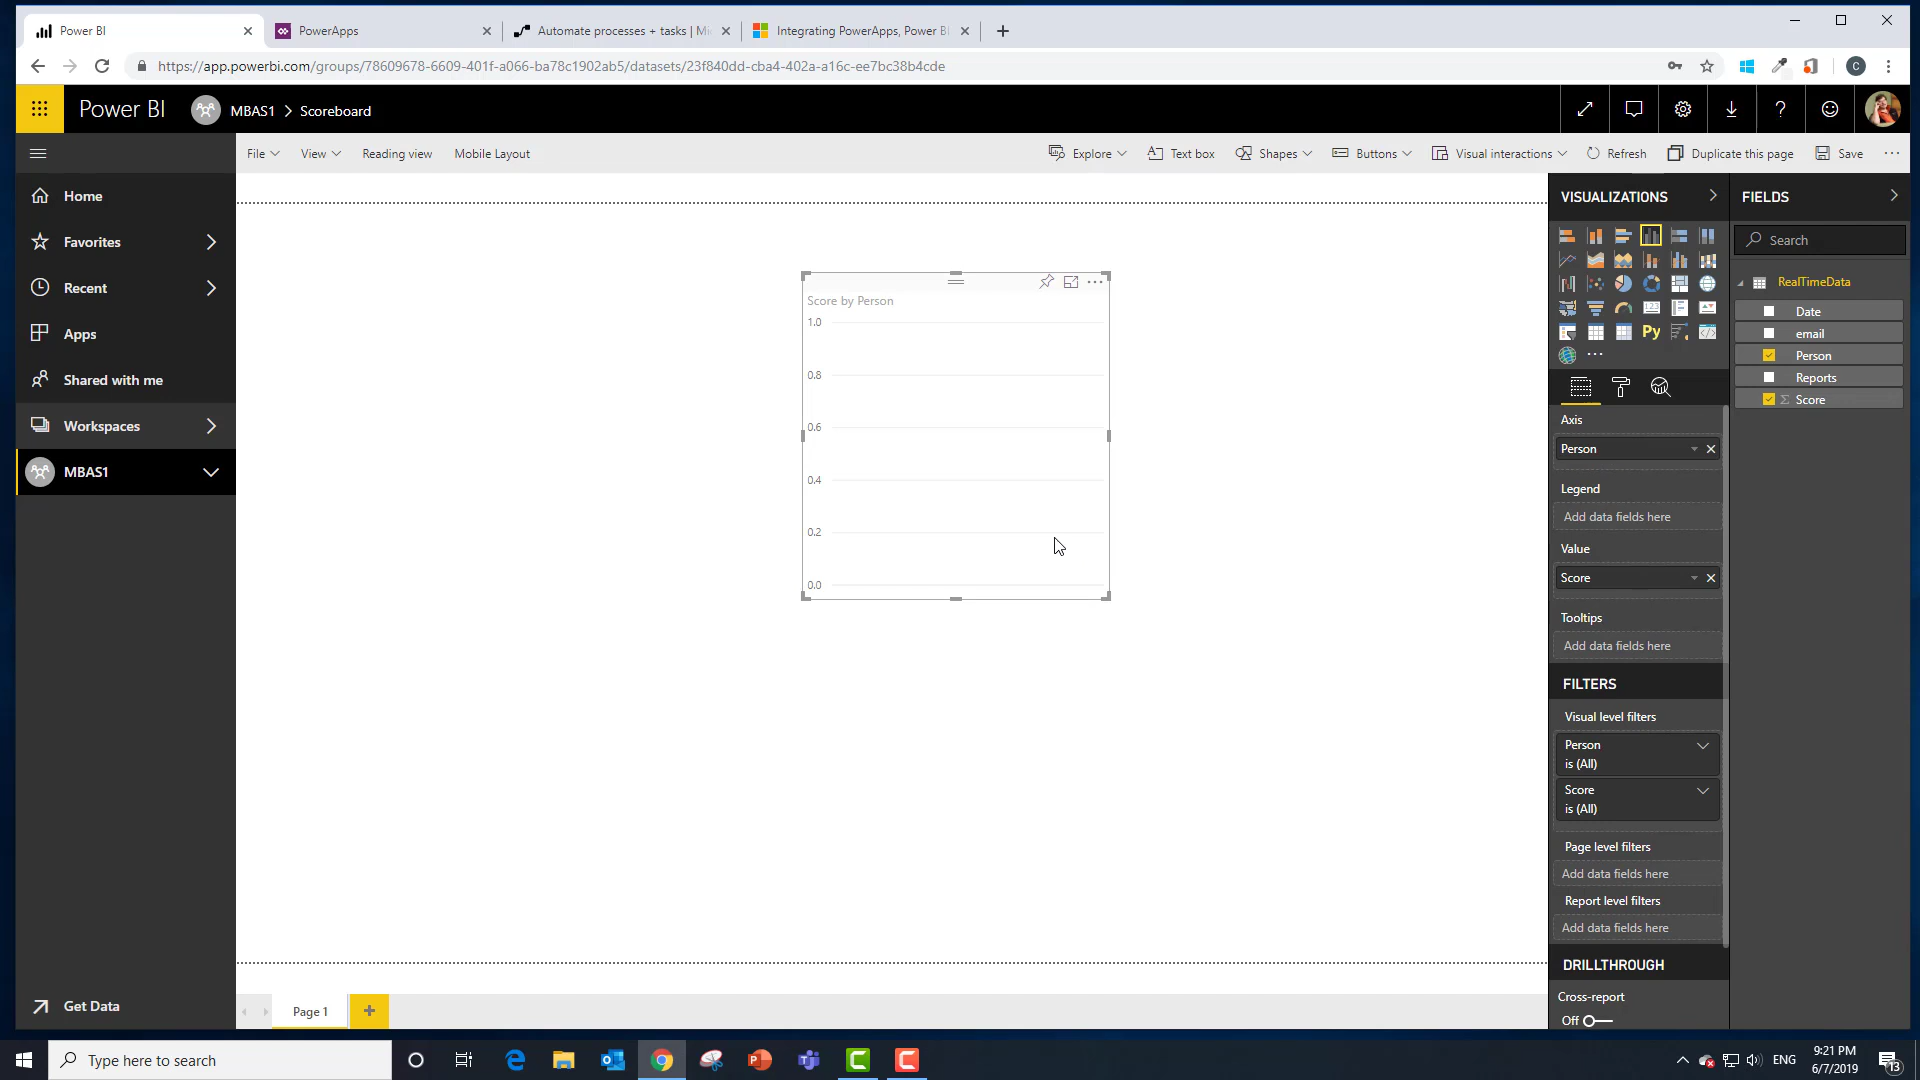 Power BI
PowerApps
Automate processes + tasks | Mi
Integrating PowerApps, Power B
https://app.powerbi.com/groups/78609678-6609-401f-a066-ba78c1902ab5/datasets/23f840dd-cba4-402a-a16c-ee7bc38b4cde
C
Power BI
MBAS1 > Scoreboard
?
File
View
Reading view
Mobile Layout
Explore
Text box
Shapes
Buttons
Visual interactions
Refresh
Duplicate this page
Save
Home
Favorites
Recent
Apps
Shared with me
Workspaces
MBAS1
Get Data
Score by Person
1.0
0.8
0.6
0.4
0.2
0.0
Page 1
VISUALIZATIONS
123
Py
Axis
Person
Legend
Add data fields here
Value
Score
Tooltips
Add data fields here
FILTERS
Visual level filters
Person
is (All)
Score
is (All)
Page level filters
Add data fields here
Report level filters
Add data fields here
DRILLTHROUGH
Cross-report
Off
FIELDS
Search
RealTimeData
Date
email
Person
Reports
Σ Score
Type here to search
ENG
9:21 PM
6/7/2019
13